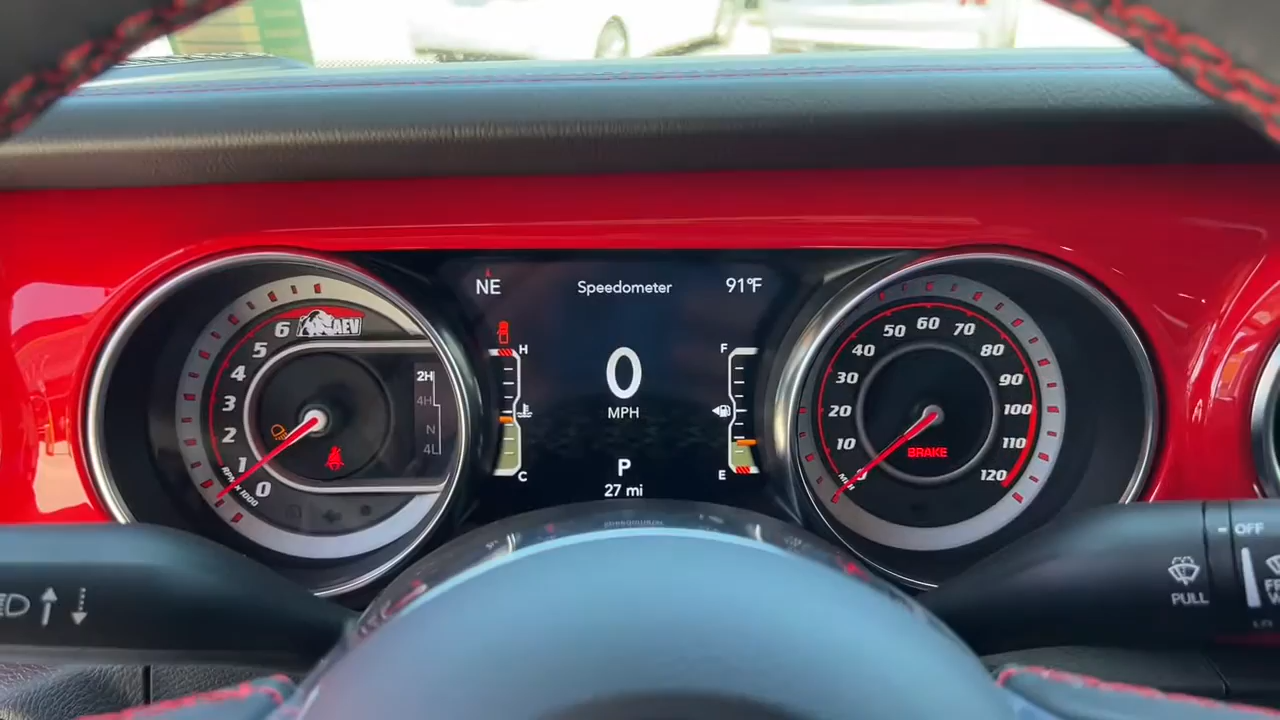 NE
Speedometer
91°F
6
AEV
5
4
3
2
1
0
RPM X 1000
2H
4H
N
4L
H
C
0
MPH
P
27 mi
F
E
10
20
30
40
50
60
70
80
90
100
110
120
MPH
BRAKE
PULL
OFF